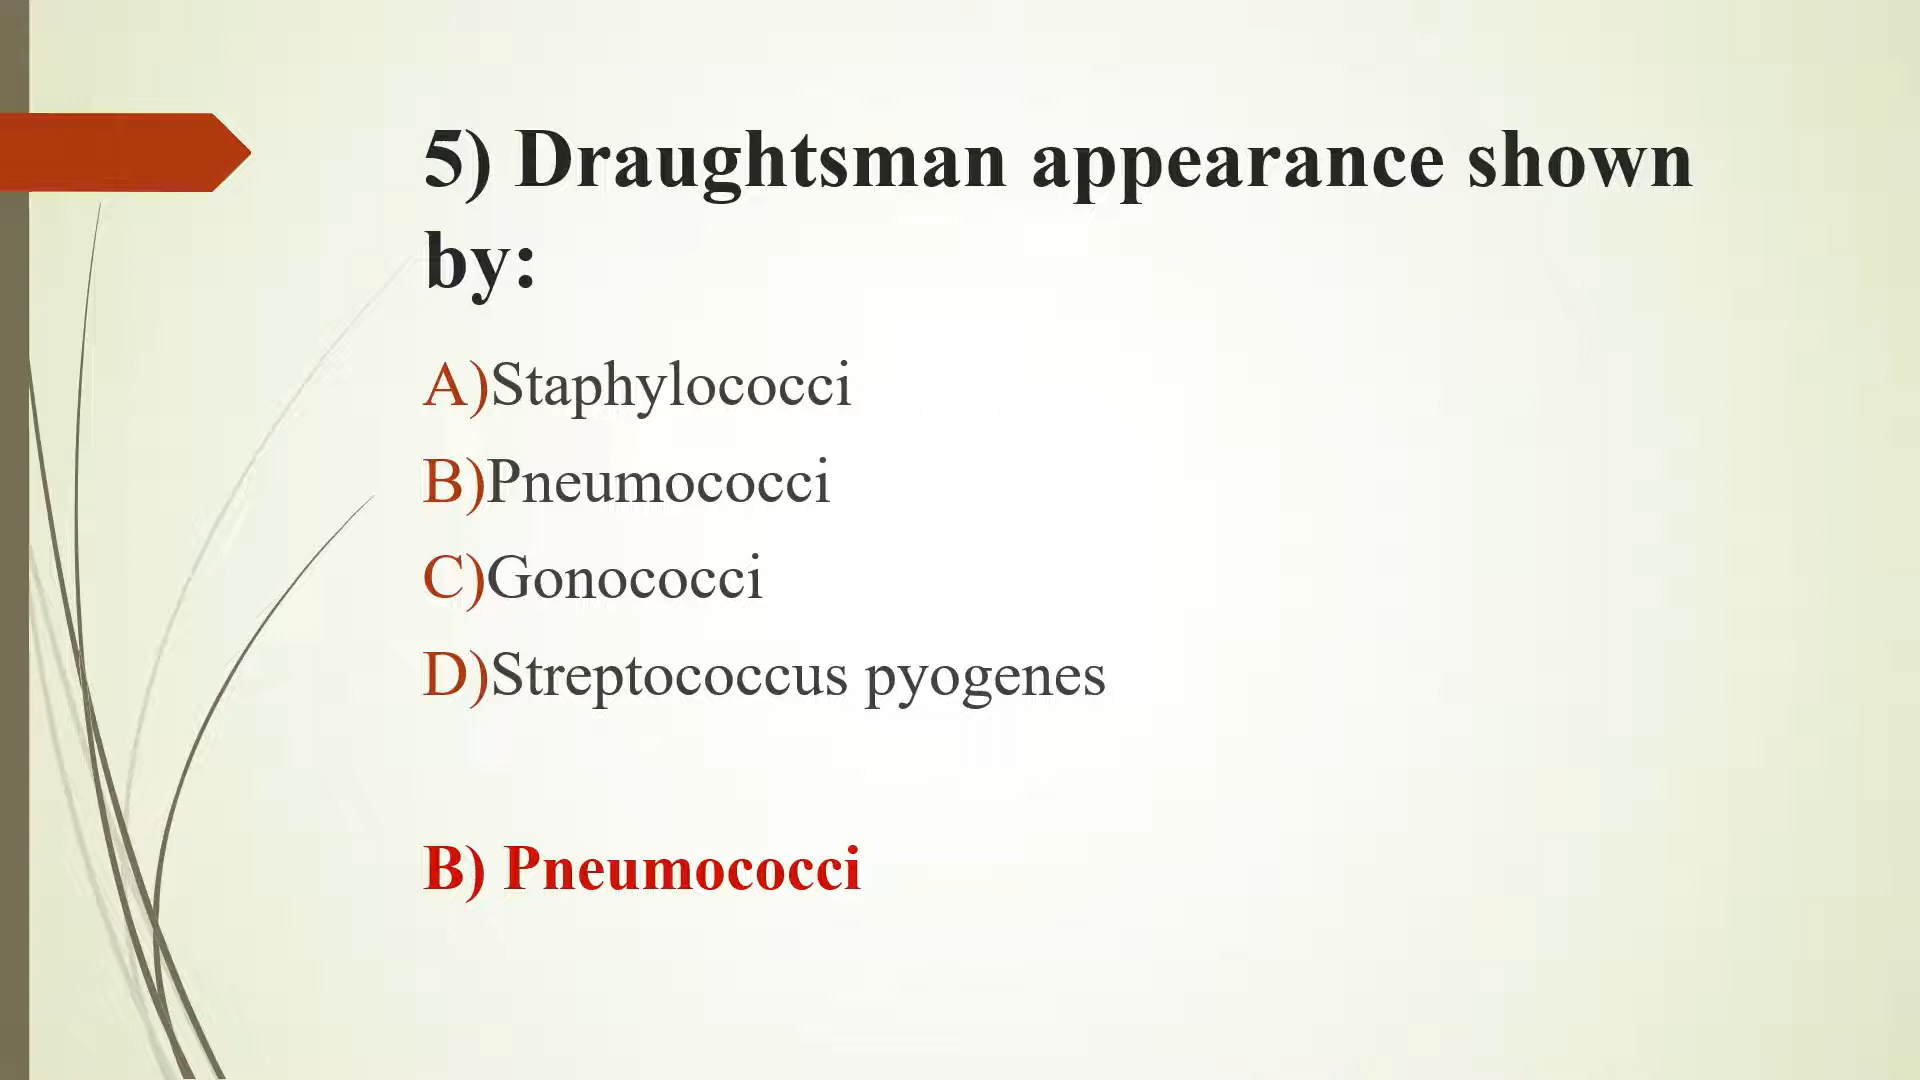 5) Draughtsman appearance shown
by:
A)Staphylococci
B)Pneumococci
C)Gonococci
D)Streptococcus pyogenes
B) Pneumococci